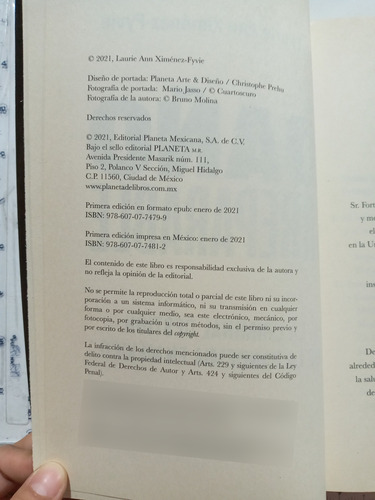 © 2021, Laurie Ann Ximénez-Fyvie
Diseño de portada: Planeta Arte & Diseño / Christophe Prehu
Fotografía de portada: Mario Jasso / © Cuartoscuro
Fotografía de la autora: © Bruno Molina
Derechos reservados
© 2021, Editorial Planeta Mexicana, S.A. de C.V.
Bajo el sello editorial PLANETA M.R.
Avenida Presidente Masarik núm. 111,
Piso 2, Polanco V Sección, Miguel Hidalgo
C.P. 11560, Ciudad de México
www.planetadelibros.com.mx
Primera edición en formato epub: enero de 2021
ISBN: 978-607-07-7479-9
Primera edición impresa en México: enero de 2021
ISBN: 978-607-07-7481-2
El contenido de este libro es responsabilidad exclusiva de la autora y
no refleja la opinión de la editorial.
No se permite la reproducción total o parcial de este libro ni su incor-
poración a un sistema informático, ni su transmisión en cualquier
forma o por cualquier medio, sea este electrónico, mecánico, por
fotocopia, por grabación u otros métodos, sin el permiso previo y
por escrito de los titulares del copyright.
La infracción de los derechos mencionados puede ser constitutiva de
delito contra la propiedad intelectual (Arts. 229 y siguientes de la Ley
Federal de Derechos de Autor y Arts. 424 y siguientes del Código
Penal).
Sr. Fort
y me
el
en la Un
ins
De
alreded
la salu
de